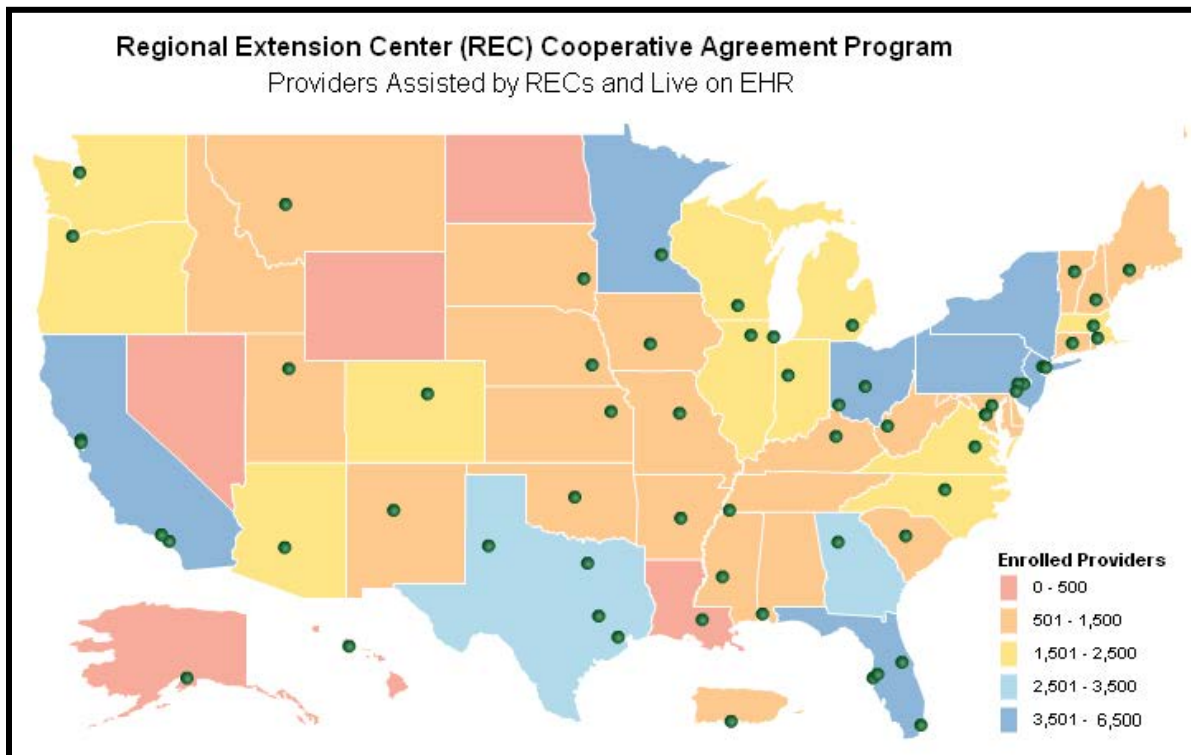 Regional Extension Center (REC) Cooperative Agreement Program
Providers Assisted by RECs and Live on EHR
Enrolled Providers
0 - 500
501 - 1,500
1,501 - 2,500
2,501 - 3,500
3,501 - 6,500